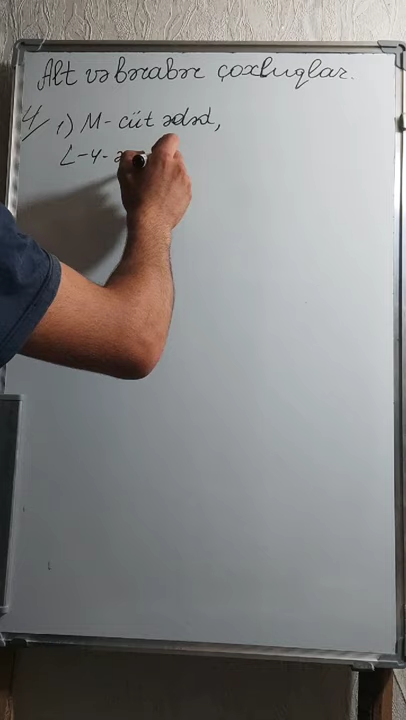 Alt və bərabər çoxluqlar.
4/ 1) M- cüt ədəd,
L-4-ə